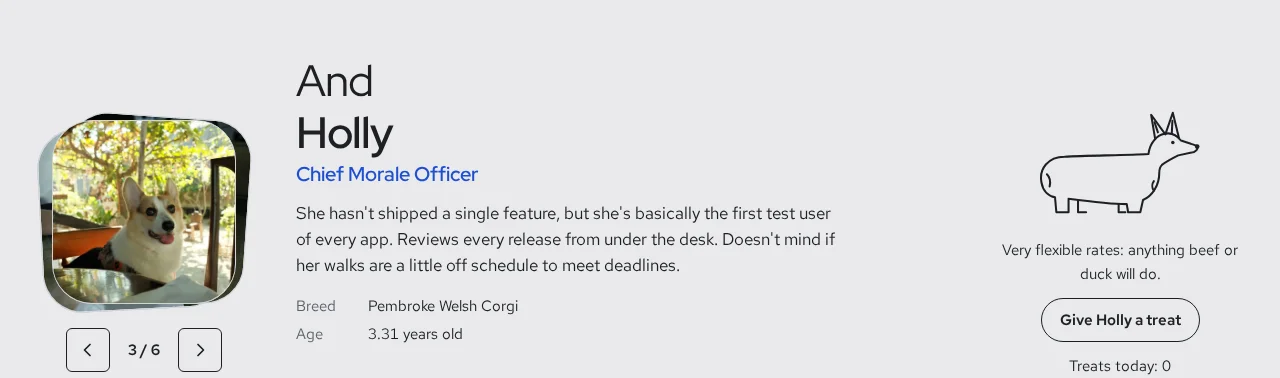 And
Holly
Chief Morale Officer
She hasn't shipped a single feature, but she's basically the first test user
of every app. Reviews every release from under the desk. Doesn't mind if
her walks are a little off schedule to meet deadlines.
Breed Pembroke Welsh Corgi
Age 3.31 years old
3 / 6
Very flexible rates: anything beef or
duck will do.
Give Holly a treat
Treats today: 0